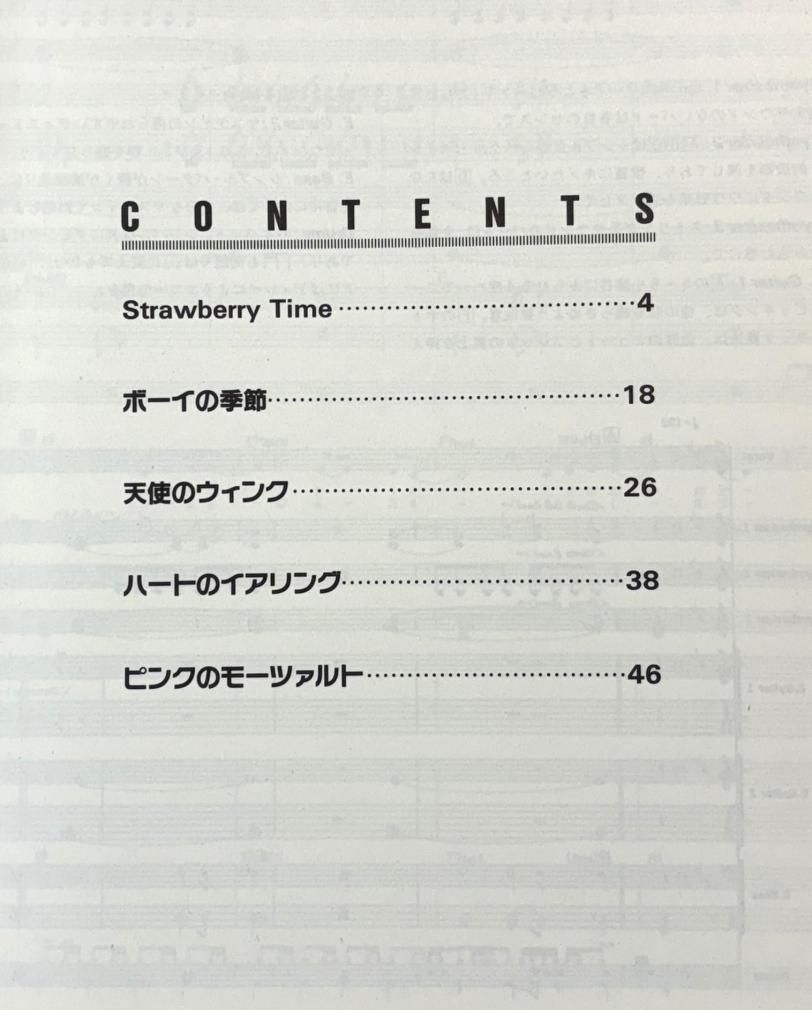 CONTENTS
Strawberry Time 4
ボーイの季節 18
天使のウィンク 26
ハートのイアリング 38
ピンクのモーツァルト 46